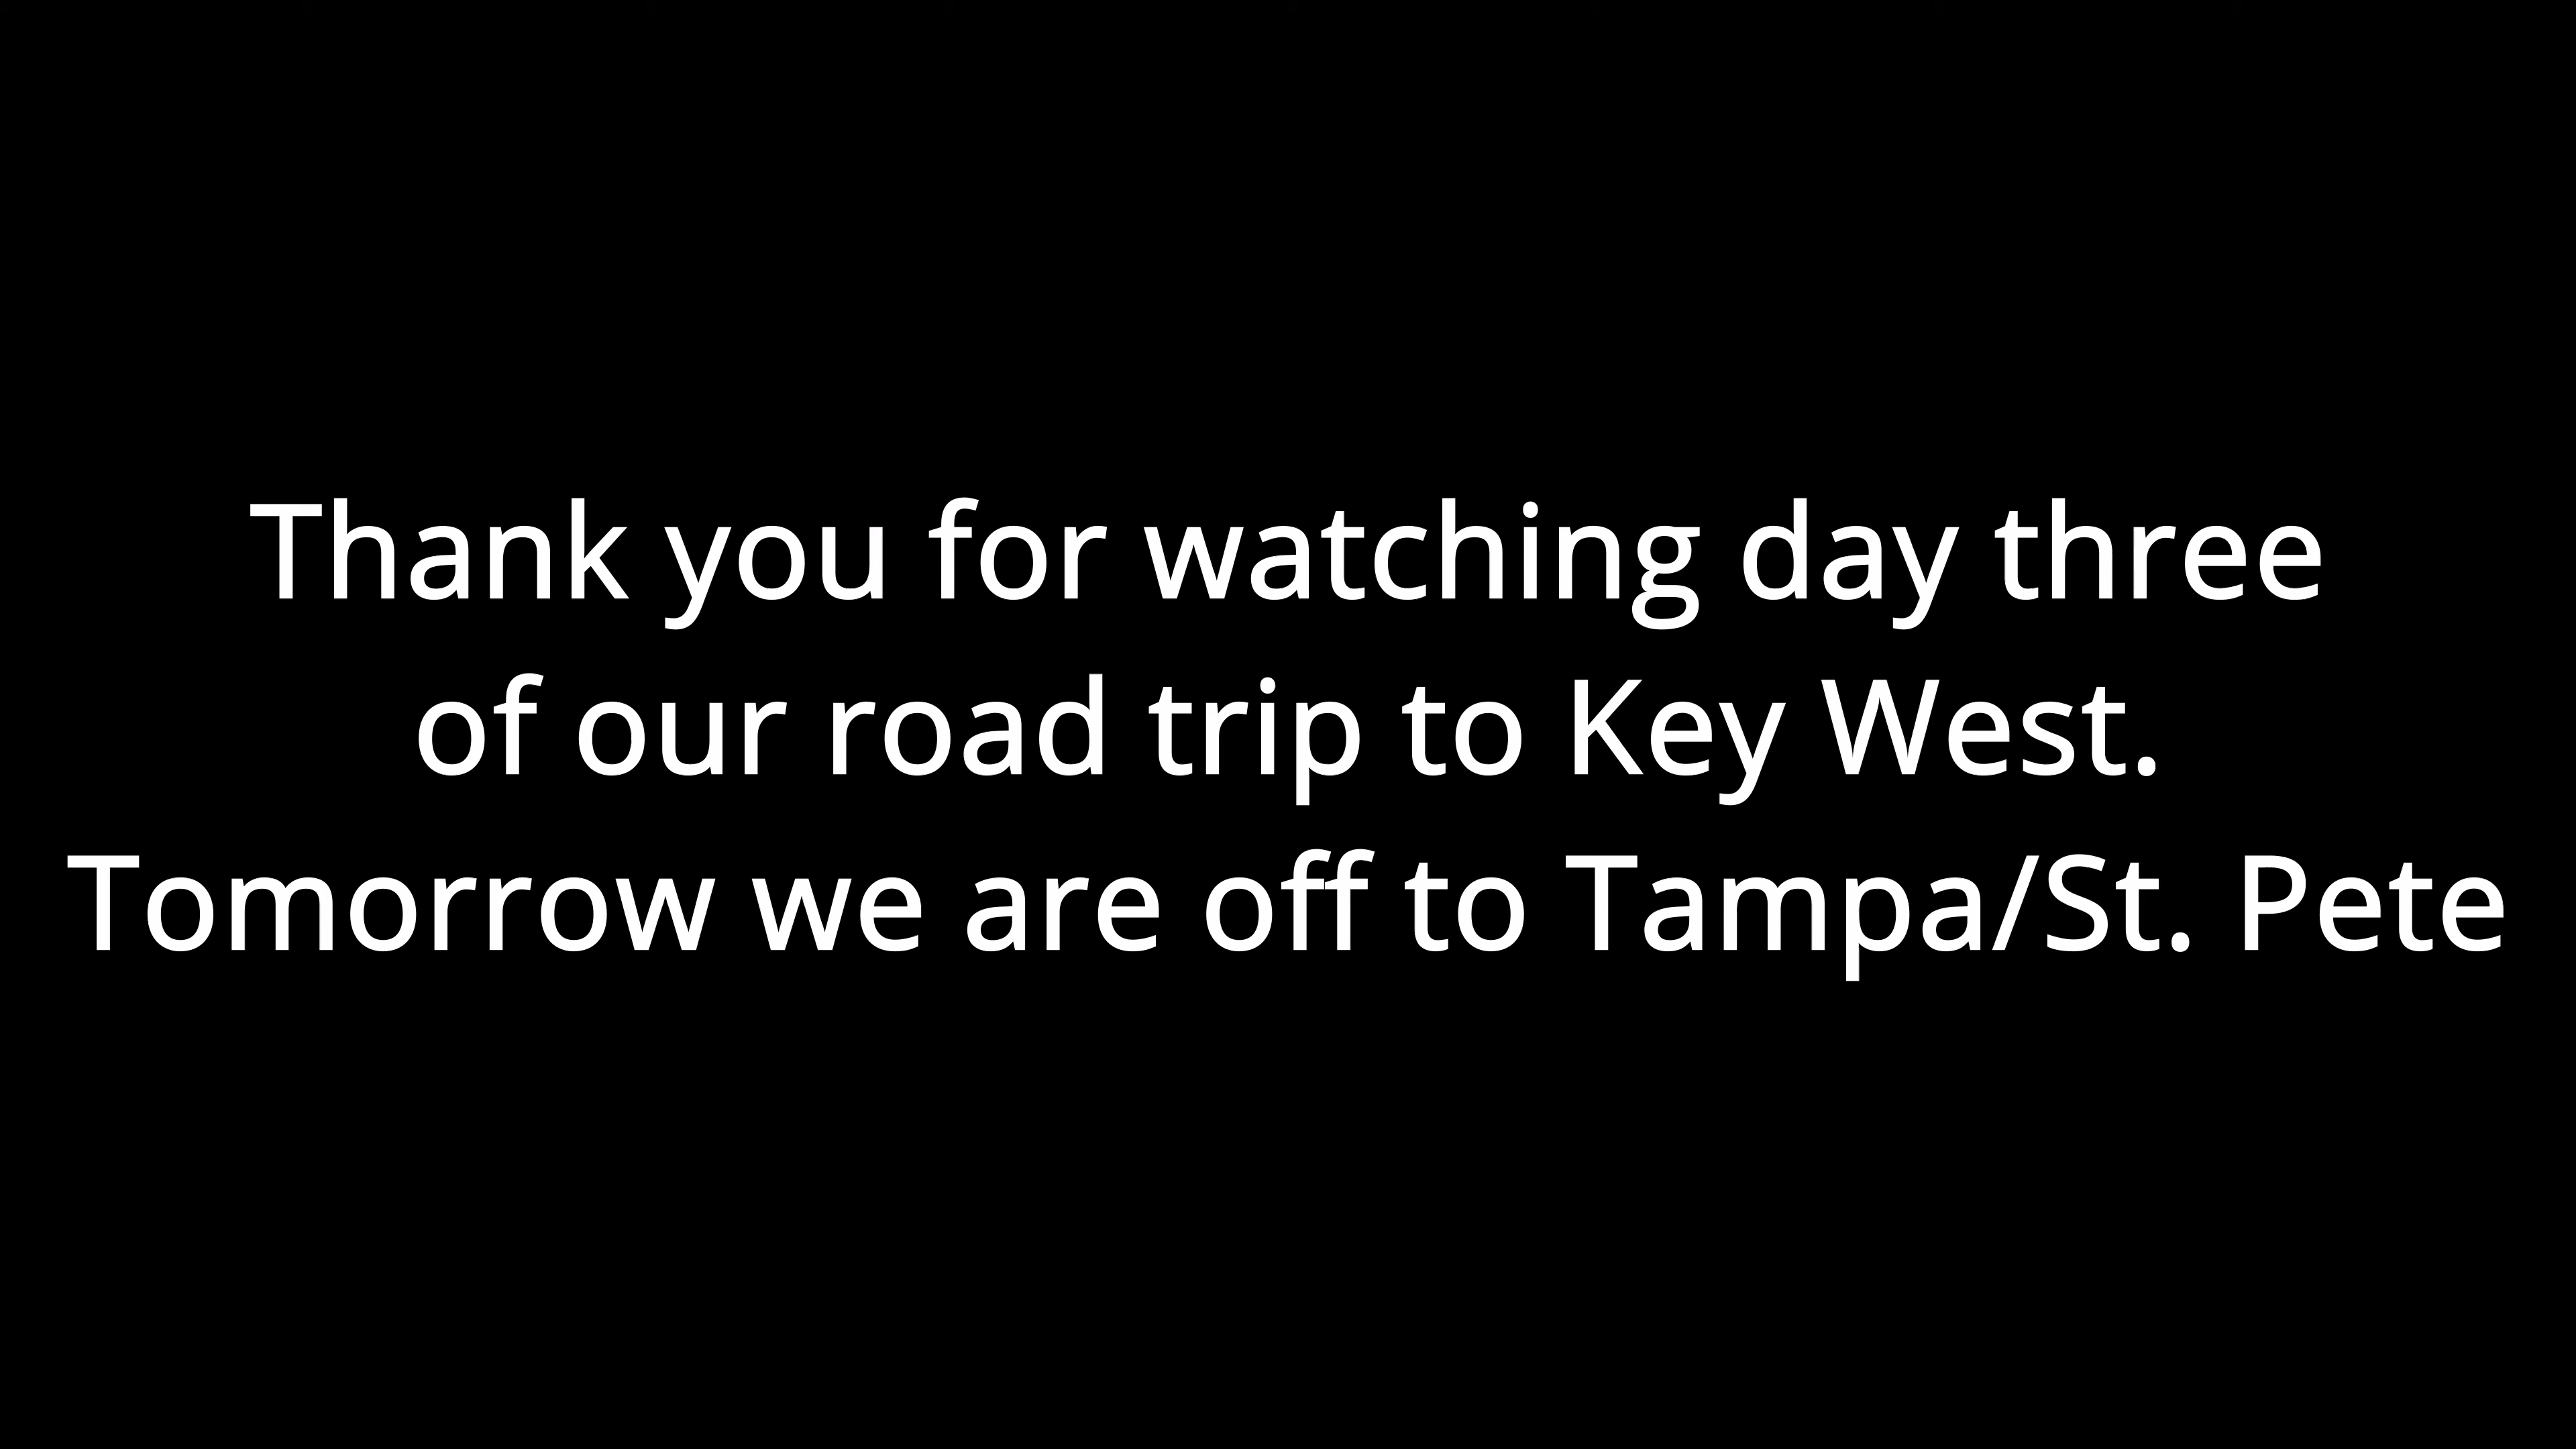 Thank you for watching day three
of our road trip to Key West.
Tomorrow we are off to Tampa/St. Pete